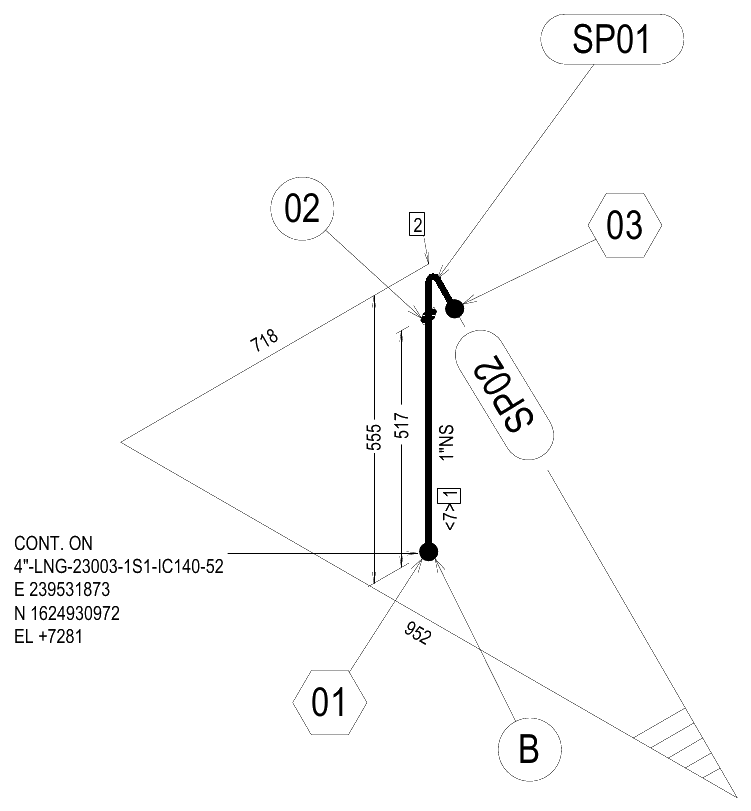 SP01
02
2
03
718
SP02
555
517
1"NS
<7>
1
CONT. ON
4"-LNG-23003-1S1-IC140-52
E 239531873
N 1624930972
EL +7281
952
01
B